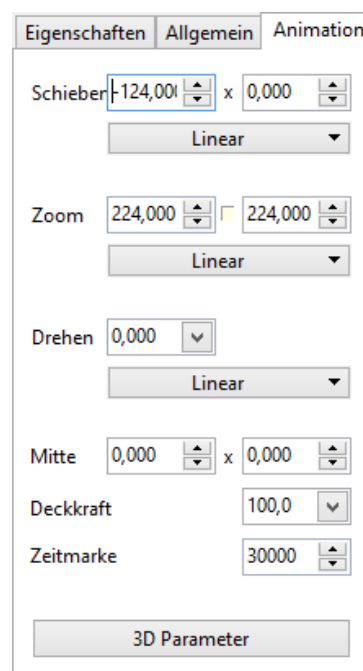 Eigenschaften Allgemein Animation
Schieben -124,000 x 0,000
Linear
Zoom 224,000 224,000
Linear
Drehen 0,000
Linear
Mitte 0,000 x 0,000
Deckkraft 100,0
Zeitmarke 30000
3D Parameter